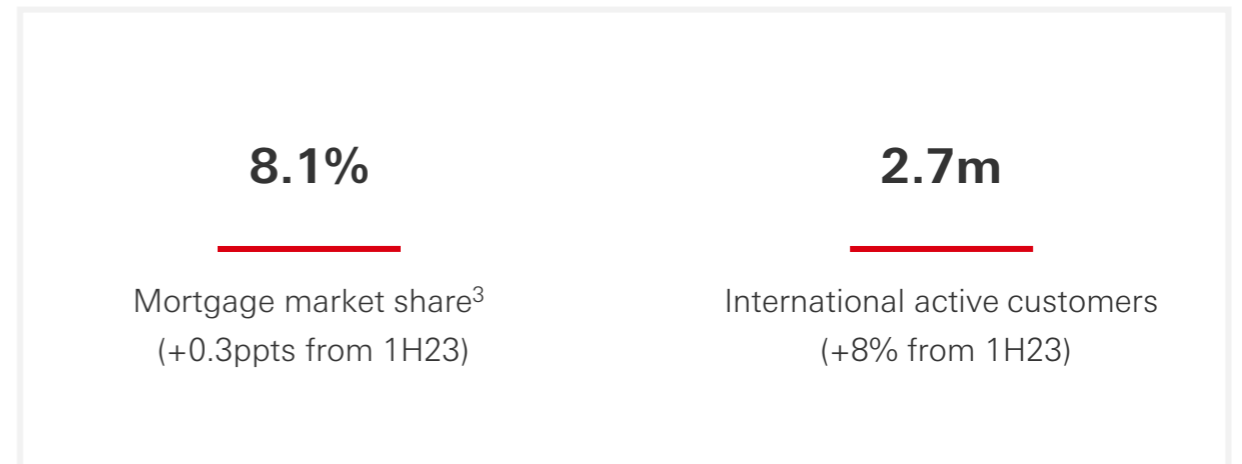 8.1%
Mortgage market share³
(+0.3ppts from 1H23)
2.7m
International active customers
(+8% from 1H23)